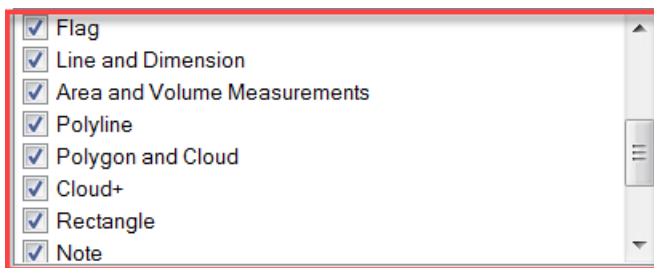 Flag
Line and Dimension
Area and Volume Measurements
Polyline
Polygon and Cloud
Cloud+
Rectangle
Note